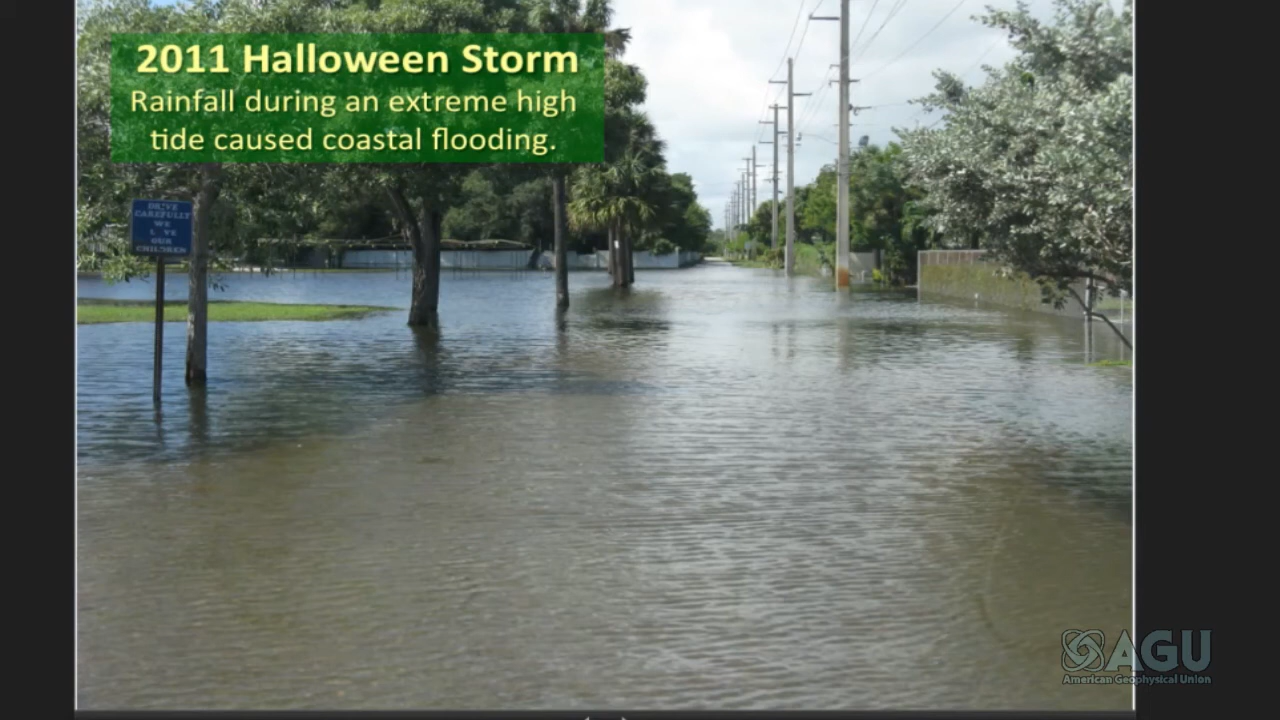 2011 Halloween Storm
Rainfall during an extreme high
tide caused coastal flooding.
DRIVE
CAREFULLY
WE
L VE
OUR
CHILDREN
AGU
American Geophysical Union